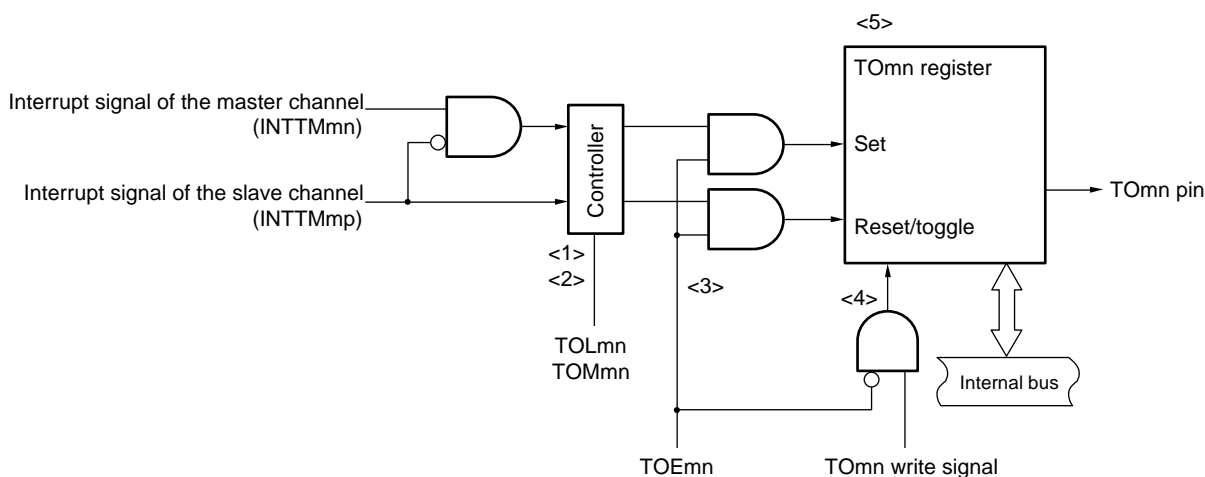 <5>
TOmn register
Interrupt signal of the master channel
(INTTMmn)
Set
Controller
Interrupt signal of the slave channel
(INTTMmp)
TOmn pin
Reset/toggle
<1>
<2>
<3>
<4>
TOLmn
TOMmn
Internal bus
TOEmn
TOmn write signal